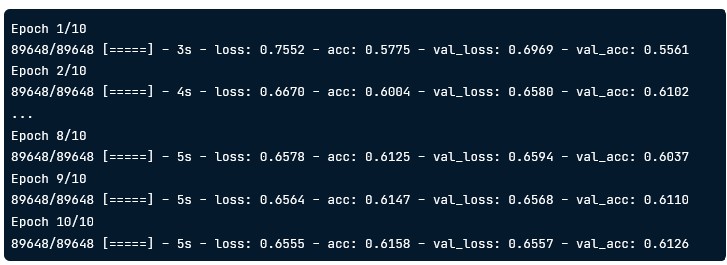 Epoch 1/10
89648/89648 [=====] - 3s - loss: 0.7552 - acc: 0.5775 - val_loss: 0.6969 - val_acc: 0.5561
Epoch 2/10
89648/89648 [=====] - 4s - loss: 0.6670 - acc: 0.6004 - val_loss: 0.6580 - val_acc: 0.6102
...
Epoch 8/10
89648/89648 [=====] - 5s - loss: 0.6578 - acc: 0.6125 - val_loss: 0.6594 - val_acc: 0.6037
Epoch 9/10
89648/89648 [=====] - 5s - loss: 0.6564 - acc: 0.6147 - val_loss: 0.6568 - val_acc: 0.6110
Epoch 10/10
89648/89648 [=====] - 5s - loss: 0.6555 - acc: 0.6158 - val_loss: 0.6557 - val_acc: 0.6126